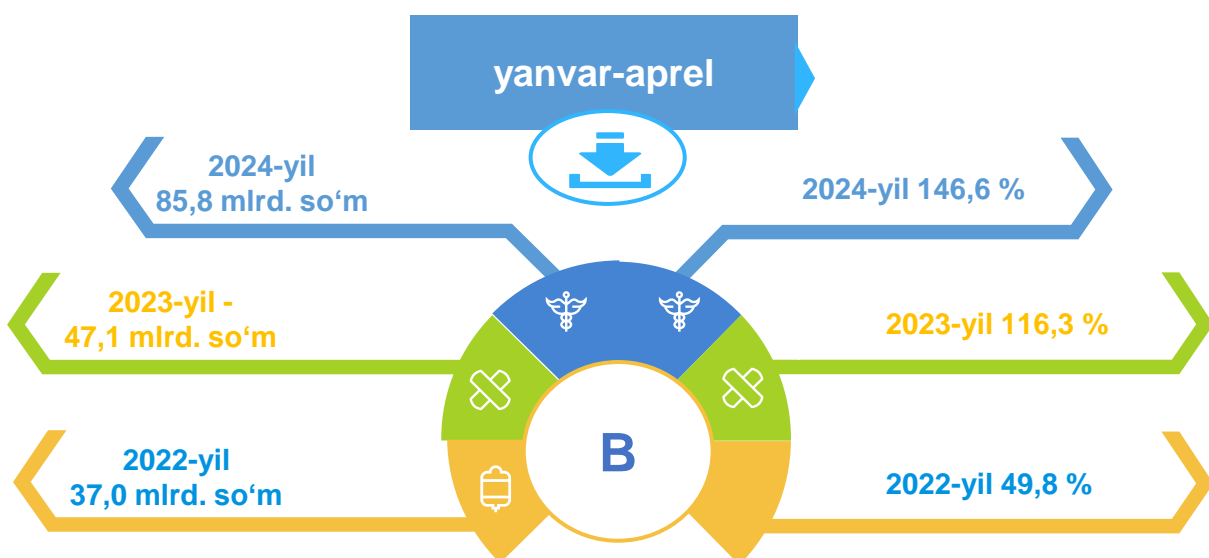 yanvar-aprel
2024-yil
85,8 mlrd. so‘m
2024-yil 146,6 %
2023-yil -
47,1 mlrd. so‘m
2023-yil 116,3 %
B
2022-yil
37,0 mlrd. so‘m
2022-yil 49,8 %